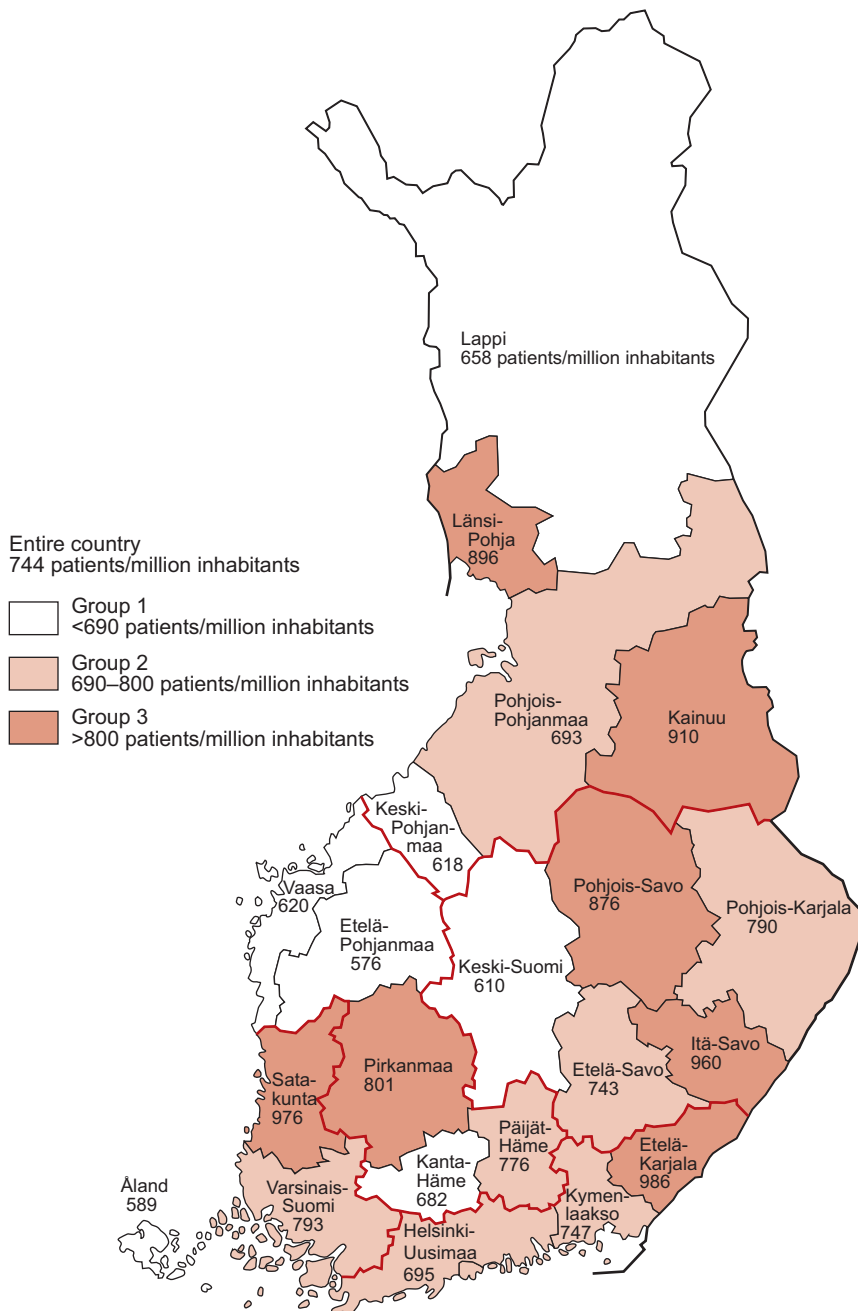 Lappi
658 patients/million inhabitants
Länsi-
Pohja
896
Entire country
744 patients/million inhabitants
Group 1
<690 patients/million inhabitants
Group 2
690–800 patients/million inhabitants
Group 3
>800 patients/million inhabitants
Pohjois-
Pohjanmaa
693
Kainuu
910
Keski-
Pohjan-
maa
618
Vaasa
620
Etelä-
Pohjanmaa
576
Keski-Suomi
610
Pohjois-Savo
876
Pohjois-Karjala
790
Sata-
kunta
976
Pirkanmaa
801
Etelä-Savo
743
Itä-Savo
960
Päijät-
Häme
776
Etelä-
Karjala
986
Kanta-
Häme
682
Kymen-
laakso
747
Åland
589
Varsinais-
Suomi
793
Helsinki-
Uusimaa
695